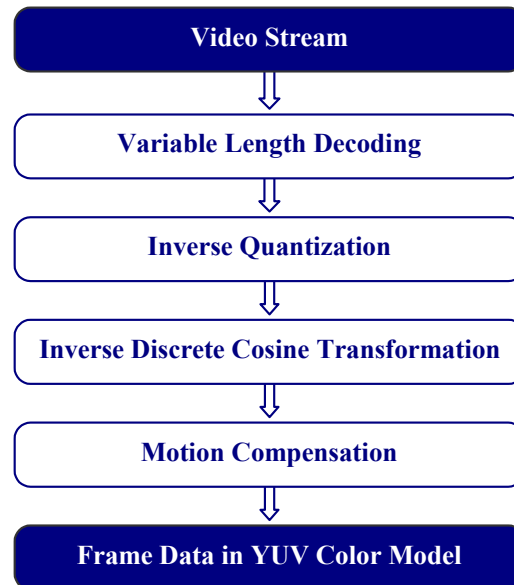 Video Stream
Variable Length Decoding
Inverse Quantization
Inverse Discrete Cosine Transformation
Motion Compensation
Frame Data in YUV Color Model